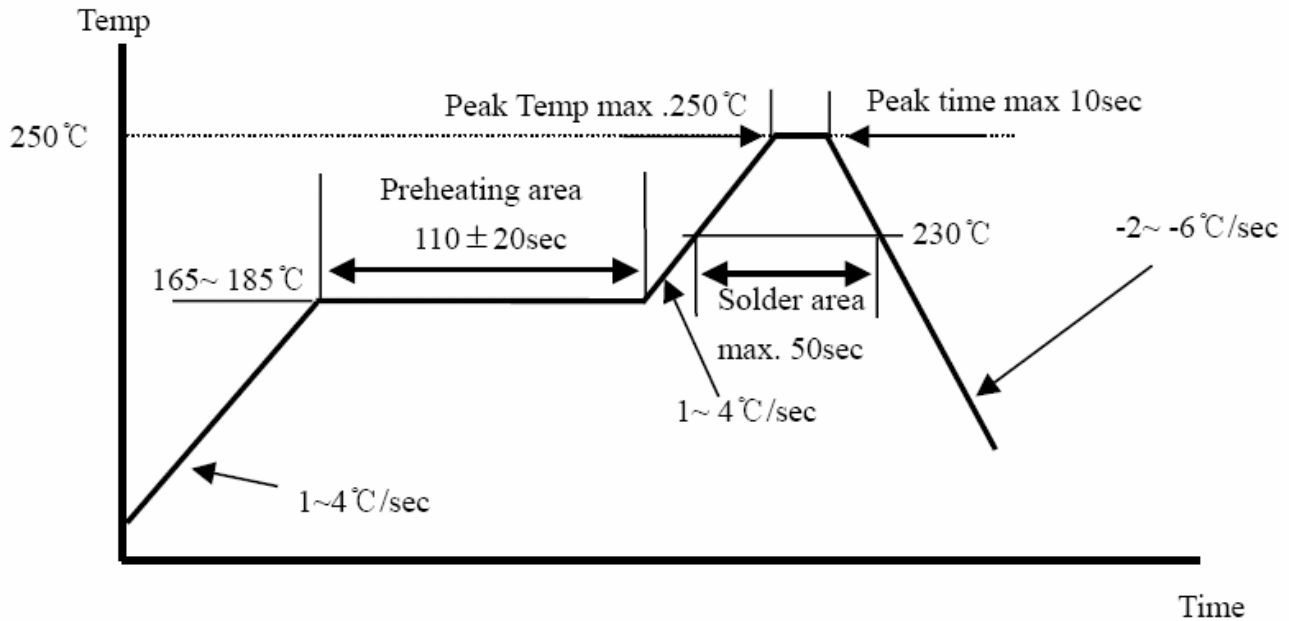 Temp
Peak Temp max .250℃
Peak time max 10sec
250℃
Preheating area
110±20sec
230℃
-2~ -6℃/sec
165~ 185℃
Solder area
max. 50sec
1~ 4℃/sec
1~4℃/sec
Time